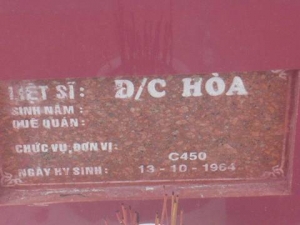 LIỆT SĨ: Đ/C HÒA
SINH NĂM:
QUÊ QUÁN:
CHỨC VỤ, ĐƠN VỊ: C450
NGÀY HY SINH: 13-10-1964